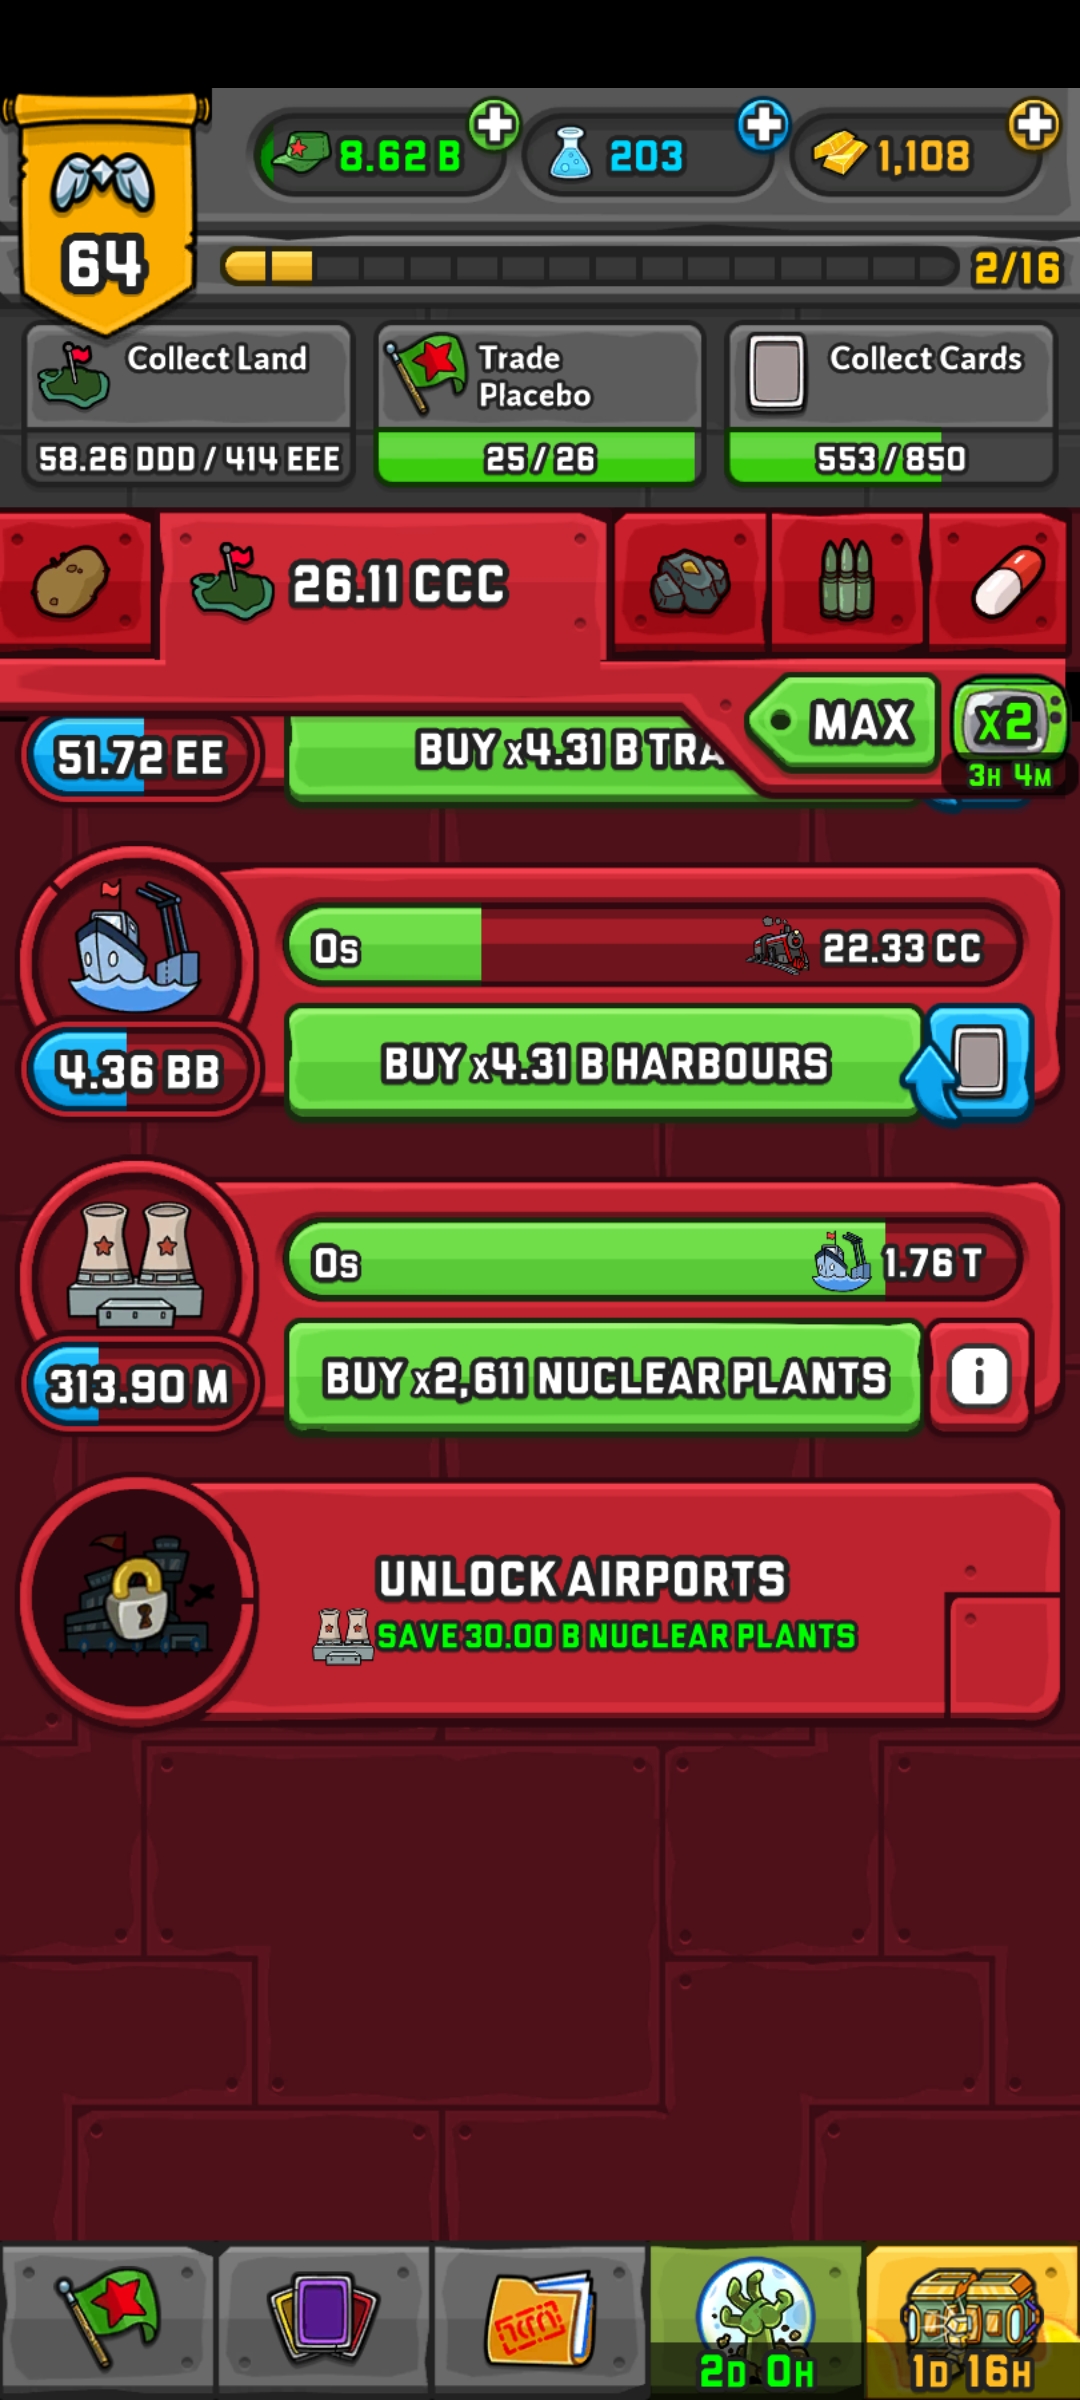 8.62 B
203
1,108
64
2/16
Collect Land
58.26 DDD / 414 EEE
Trade
Placebo
25 / 26
Collect Cards
553 / 850
26.11 CCC
MAX
x2
3H 4M
51.72 EE
BUY x4.31 B
0s
22.33 CC
4.36 BB
BUY x4.31 B HARBOURS
0s
1.76 T
313.90 M
BUY x2,611 NUCLEAR PLANTS
i
UNLOCK AIRPORTS
SAVE 30.00 B NUCLEAR PLANTS
2D 0H
1D 16H